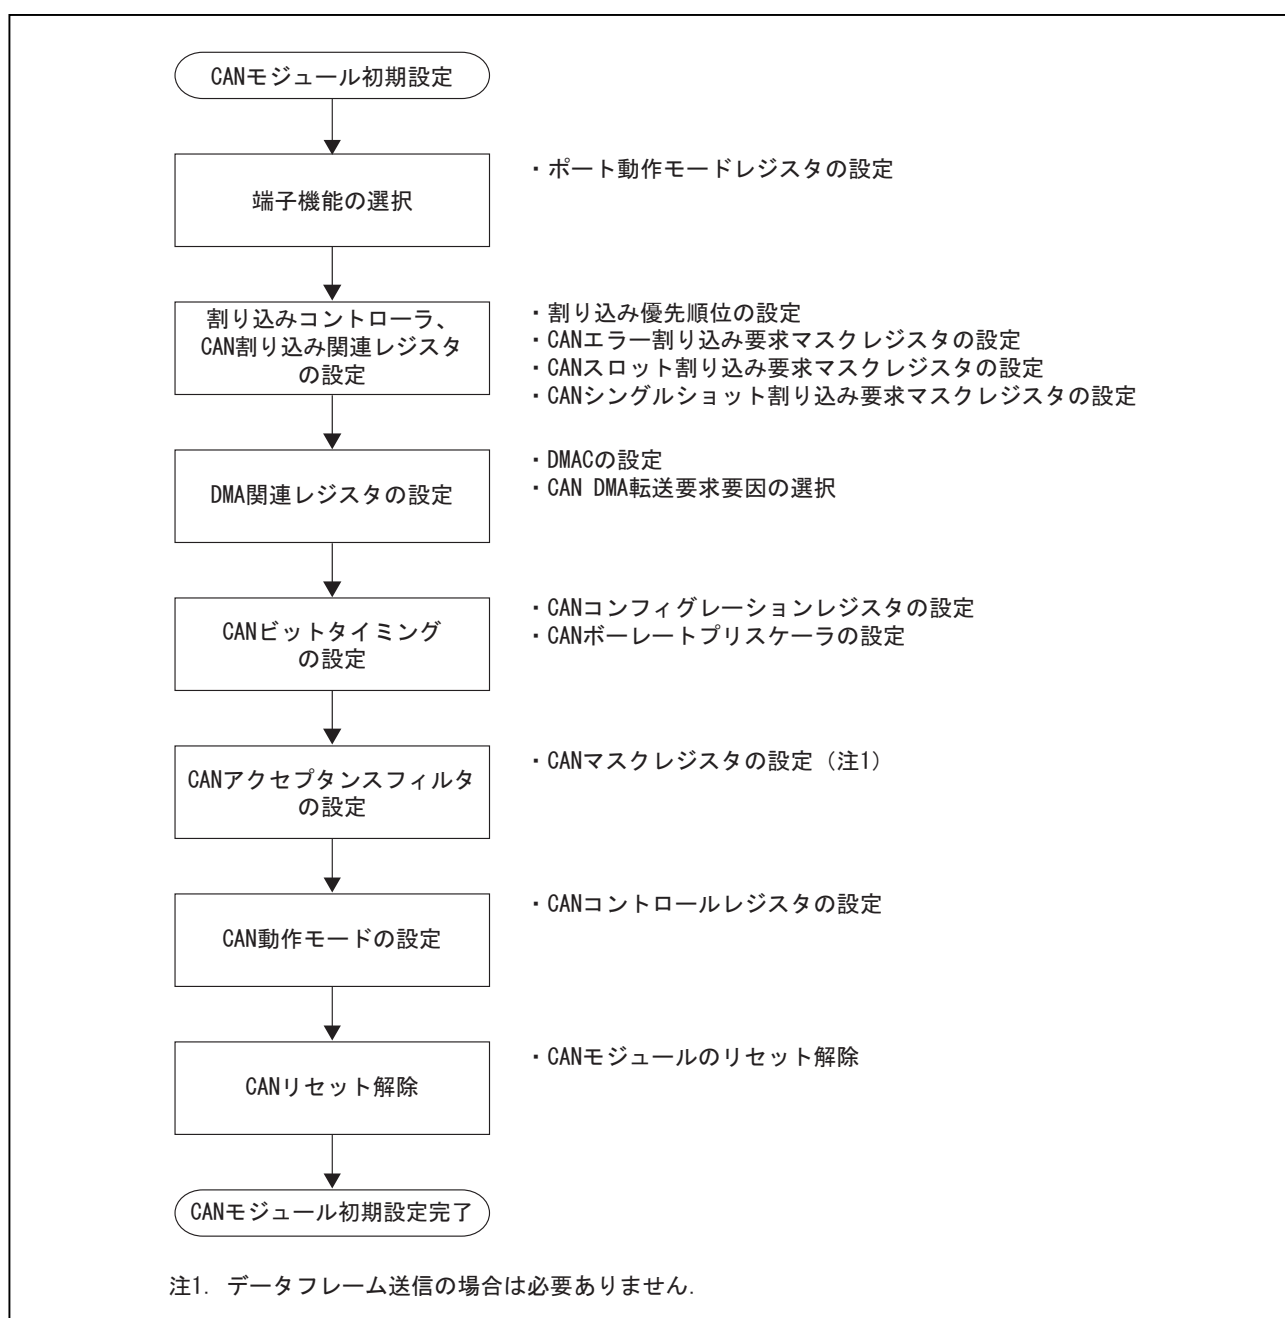 CANモジュール初期設定
端子機能の選択
・ポート動作モードレジスタの設定
割り込みコントローラ、
CAN割り込み関連レジスタ
の設定
・割り込み優先順位の設定
・CANエラー割り込み要求マスクレジスタの設定
・CANスロット割り込み要求マスクレジスタの設定
・CANシングルショット割り込み要求マスクレジスタの設定
DMA関連レジスタの設定
・DMACの設定
・CAN DMA転送要求要因の選択
CANビットタイミング
の設定
・CANコンフィグレーションレジスタの設定
・CANボーレートプリスケーラの設定
CANアクセプタンスフィルタ
の設定
・CANマスクレジスタの設定（注1）
CAN動作モードの設定
・CANコントロールレジスタの設定
CANリセット解除
・CANモジュールのリセット解除
CANモジュール初期設定完了
注1. データフレーム送信の場合は必要ありません.